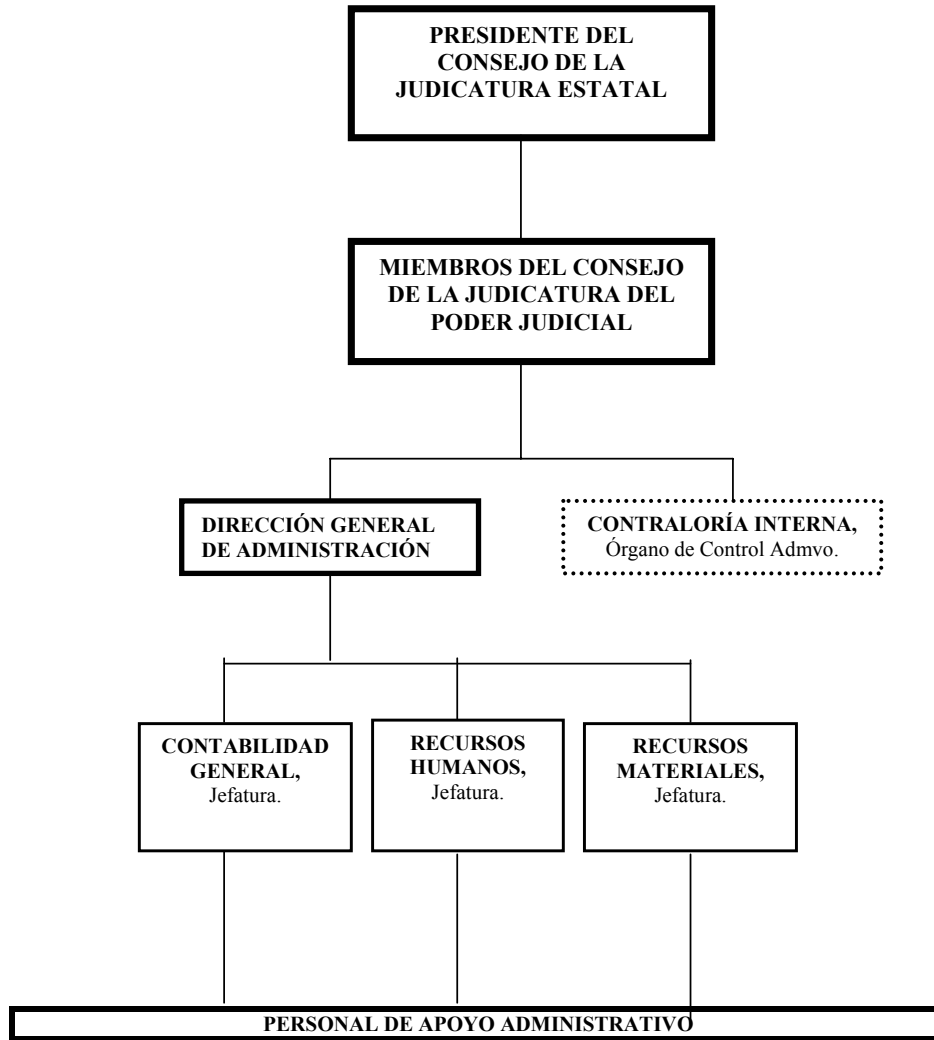 PRESIDENTE DEL
CONSEJO DE LA
JUDICATURA ESTATAL
MIEMBROS DEL CONSEJO
DE LA JUDICATURA DEL
PODER JUDICIAL
DIRECCIÓN GENERAL
DE ADMINISTRACIÓN
CONTRALORÍA INTERNA,
Órgano de Control Admvo.
CONTABILIDAD
GENERAL,
Jefatura.
RECURSOS
HUMANOS,
Jefatura.
RECURSOS
MATERIALES,
Jefatura.
PERSONAL DE APOYO ADMINISTRATIVO